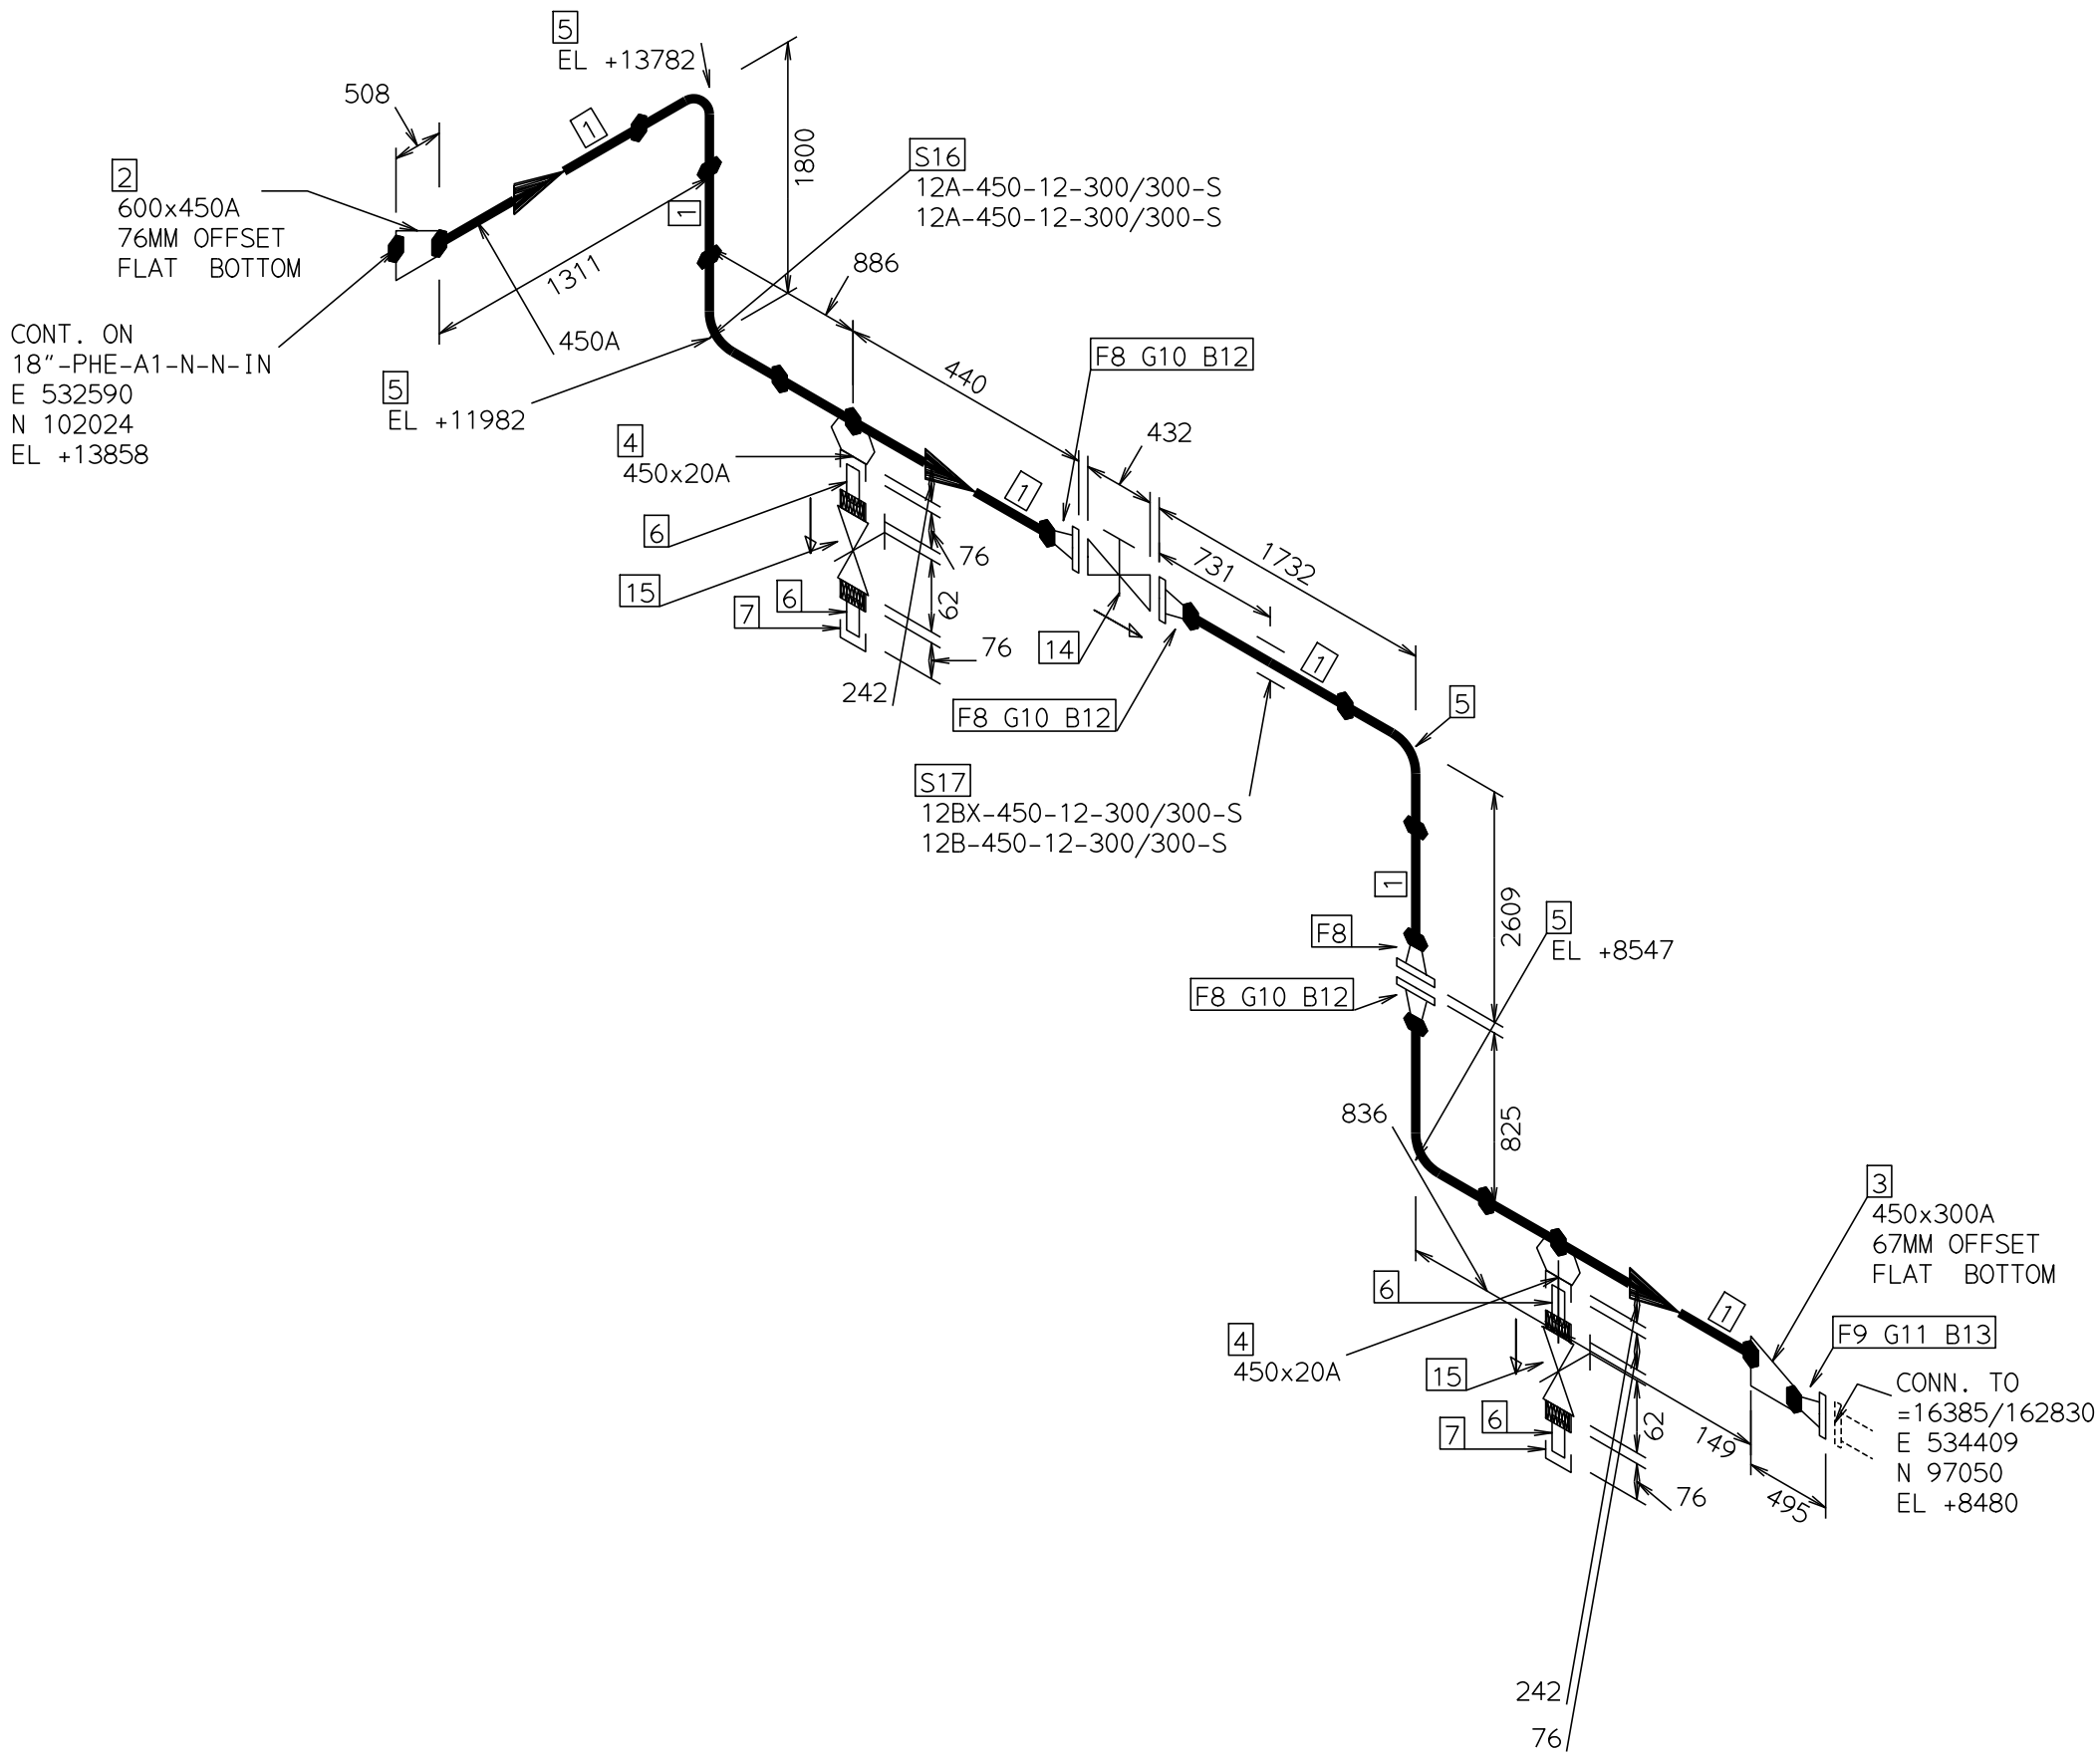 5
EL +13782
508
1
2
600x450A
76MM OFFSET
FLAT BOTTOM
1800
S16
12A-450-12-300/300-S
12A-450-12-300/300-S
1
1311
886
450A
CONT. ON
18"-PHE-A1-N-N-IN
E 532590
N 102024
EL +13858
5
EL +11982
F8 G10 B12
440
432
4
450x20A
1
6
76
1732
731
15
62
6
7
14
76
242
F8 G10 B12
1
5
S17
12BX-450-12-300/300-S
12B-450-12-300/300-S
1
2609
5
EL +8547
F8
F8 G10 B12
836
825
3
450x300A
67MM OFFSET
FLAT BOTTOM
6
1
4
450x20A
F9 G11 B13
15
CONN. TO
=16385/162830
E 534409
N 97050
EL +8480
6
7
62
149
76
495
242
76